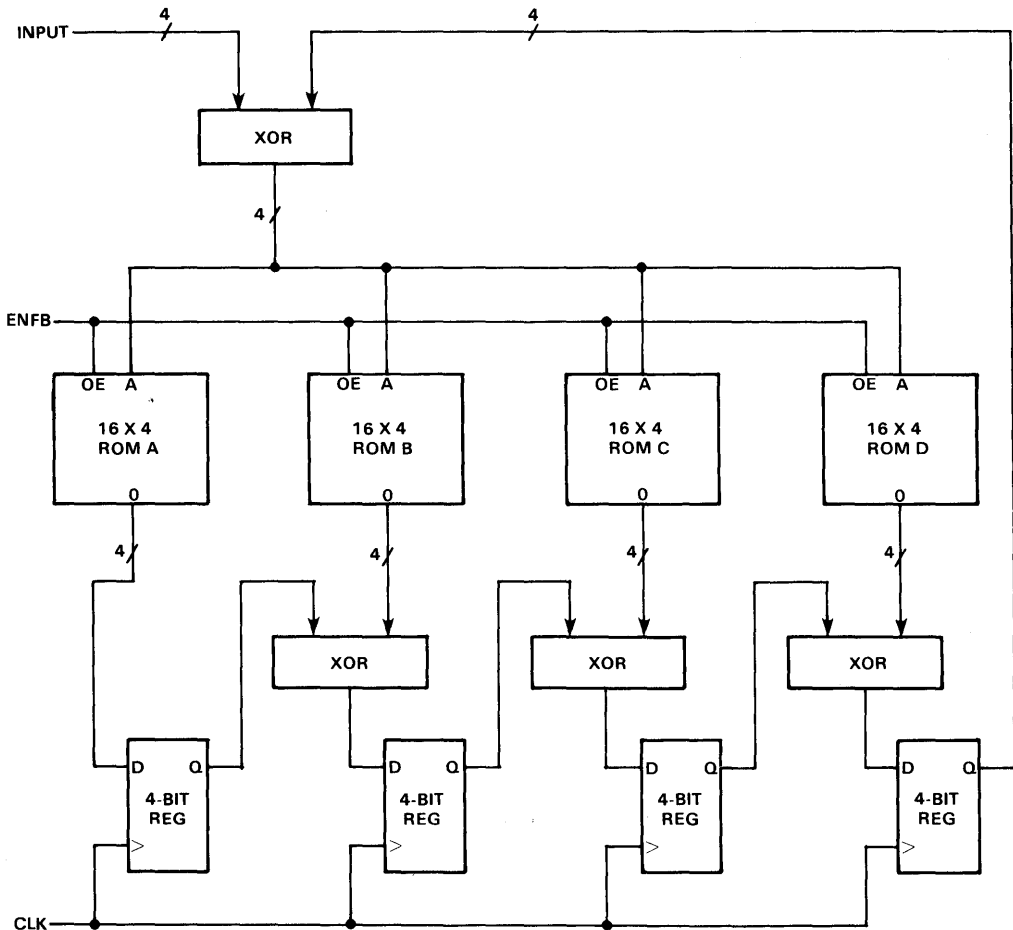 INPUT
4
4
XOR
4
ENFB
OE A
16 X 4
ROM A
0
OE A
16 X 4
ROM B
0
OE A
16 X 4
ROM C
0
OE A
16 X 4
ROM D
0
4
4
4
4
XOR
XOR
XOR
D Q
4-BIT
REG
>
D Q
4-BIT
REG
>
D Q
4-BIT
REG
>
D Q
4-BIT
REG
>
CLK